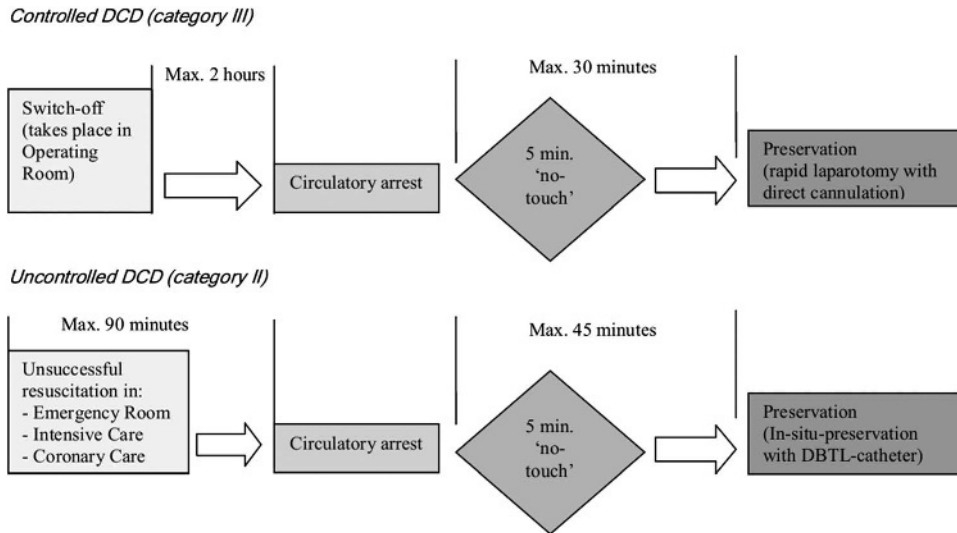 Controlled DCD (category III)
Max. 2 hours
Max. 30 minutes
Switch-off
(takes place in
Operating
Room)
Circulatory arrest
5 min.
‘no-
touch’
Preservation
(rapid laparotomy with
direct cannulation)
Uncontrolled DCD (category II)
Max. 90 minutes
Max. 45 minutes
Unsuccessful
resuscitation in:
- Emergency Room
- Intensive Care
- Coronary Care
Circulatory arrest
5 min.
‘no-
touch’
Preservation
(In-situ-preservation
with DBTL-catheter)